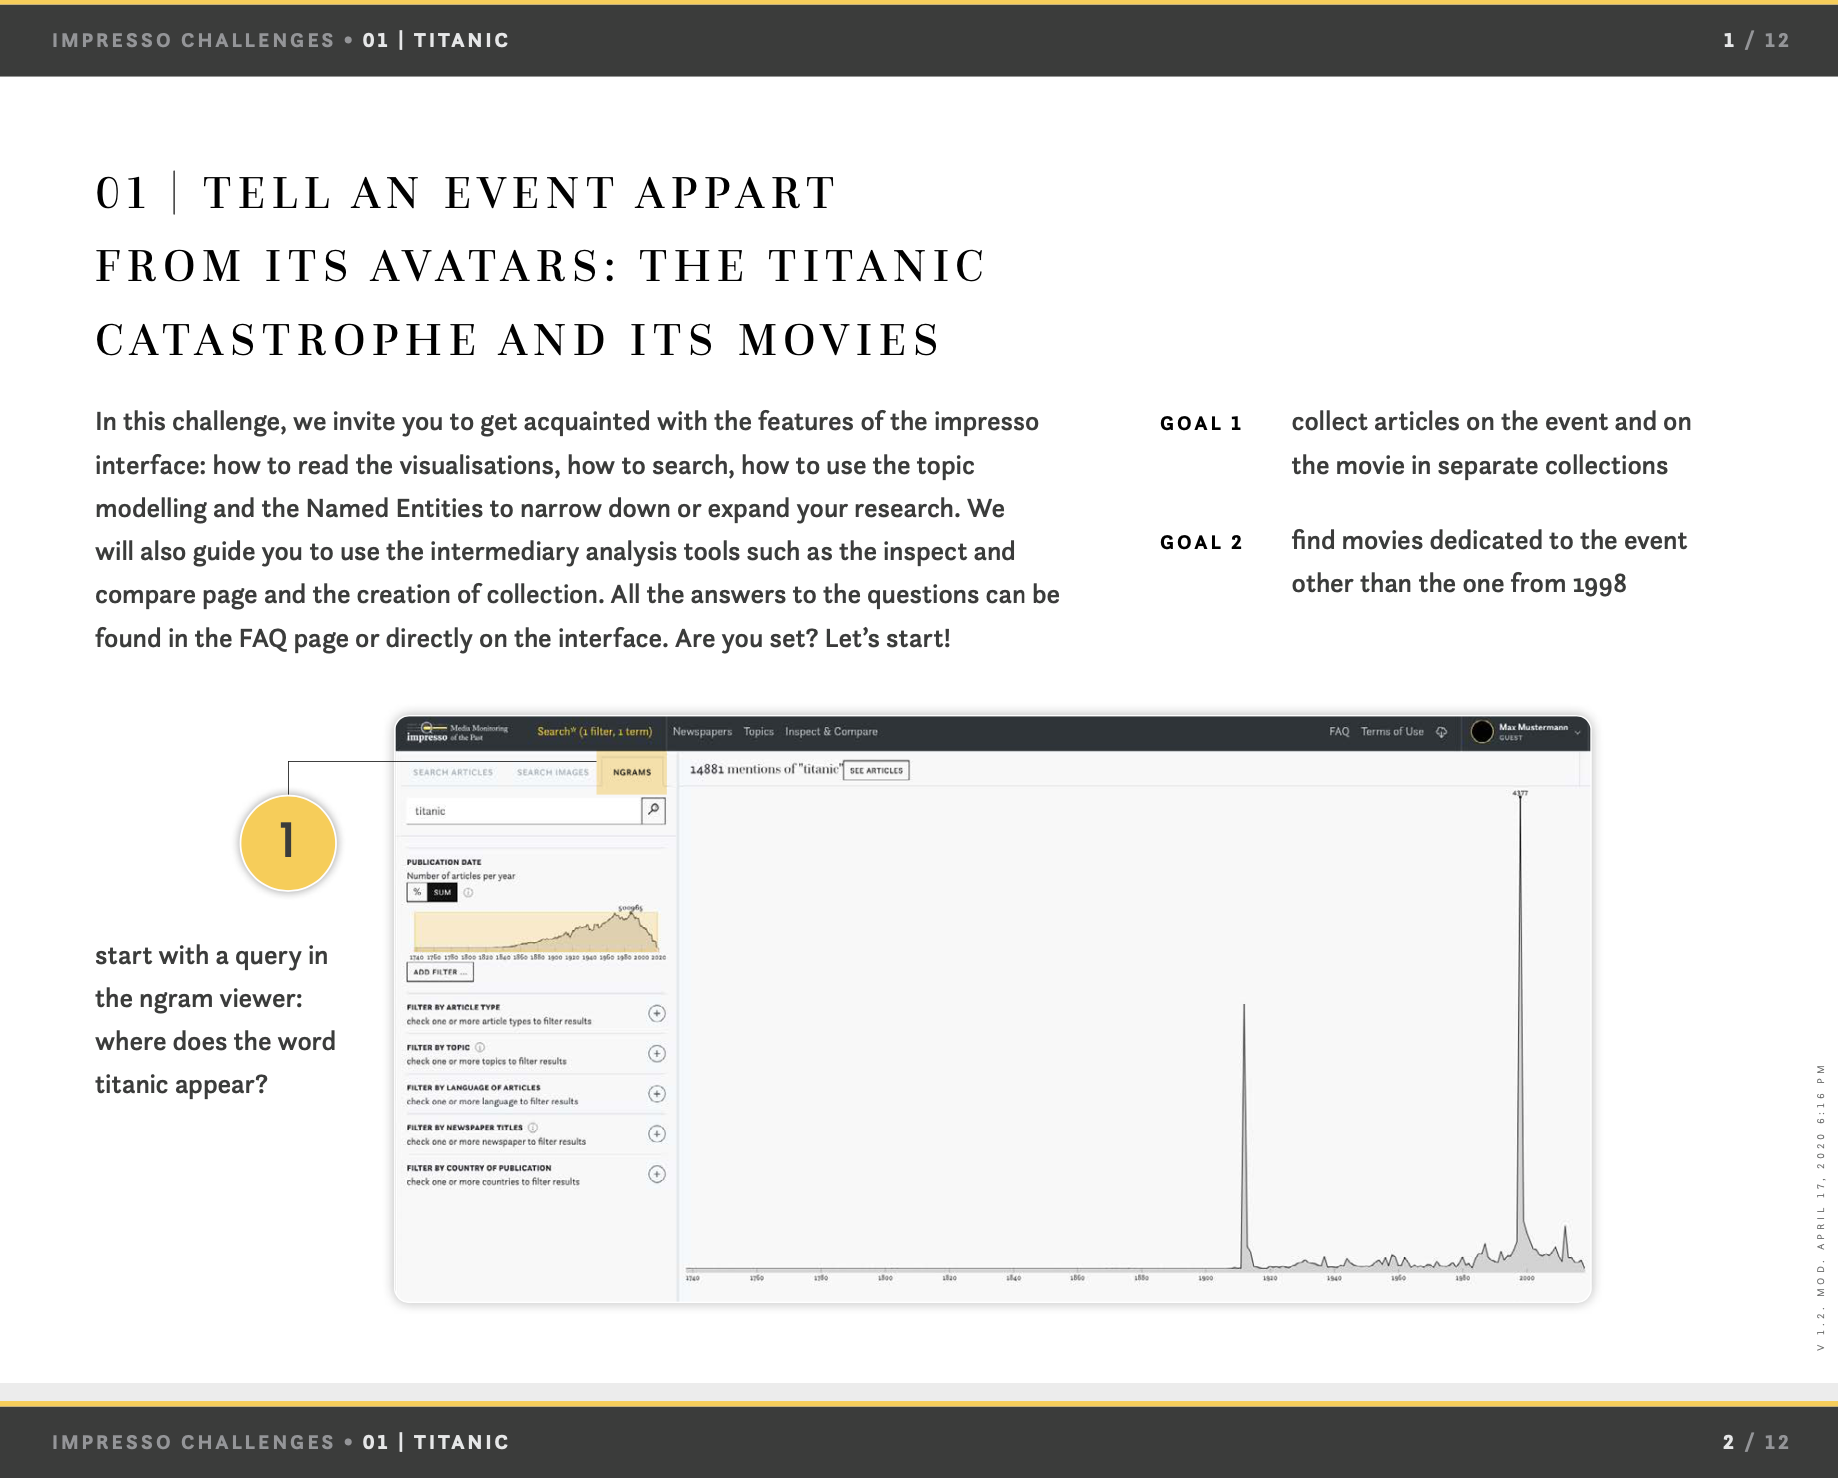 IMPRESSO CHALLENGES • 01 | TITANIC
1 / 12
01 | TELL AN EVENT APPART
FROM ITS AVATARS: THE TITANIC
CATASTROPHE AND ITS MOVIES
In this challenge, we invite you to get acquainted with the features of the impresso
interface: how to read the visualisations, how to search, how to use the topic
modelling and the Named Entities to narrow down or expand your research. We
will also guide you to use the intermediary analysis tools such as the inspect and
compare page and the creation of collection. All the answers to the questions can be
found in the FAQ page or directly on the interface. Are you set? Let's start!
GOAL 1
collect articles on the event and on
the movie in separate collections
GOAL 2
find movies dedicated to the event
other than the one from 1998
1
start with a query in
the ngram viewer:
where does the word
titanic appear?
impresso
Media Monitoring
of the Past
Search* (1 filter, 1 term)
Newspapers
Topics
Inspect & Compare
FAQ
Terms of Use
Max Mustermann
GUEST
SEARCH ARTICLES
SEARCH IMAGES
NGRAMS
titanic
PUBLICATION DATE
Number of articles per year
%
SUM
500965
1740 1760 1780 1800 1820 1840 1860 1880 1900 1920 1940 1960 1980 2000 2020
ADD FILTER ...
FILTER BY ARTICLE TYPE
check one or more article types to filter results
FILTER BY TOPIC
check one or more topics to filter results
FILTER BY LANGUAGE OF ARTICLES
check one or more language to filter results
FILTER BY NEWSPAPER TITLES
check one or more newspaper to filter results
FILTER BY COUNTRY OF PUBLICATION
check one or more countries to filter results
14881 mentions of "titanic"
SEE ARTICLES
4377
1740 1760 1780 1800 1820 1840 1860 1880 1900 1920 1940 1960 1980 2000
V 1.2. MOD. APRIL 17, 2020 6:16 PM
IMPRESSO CHALLENGES • 01 | TITANIC
2 / 12